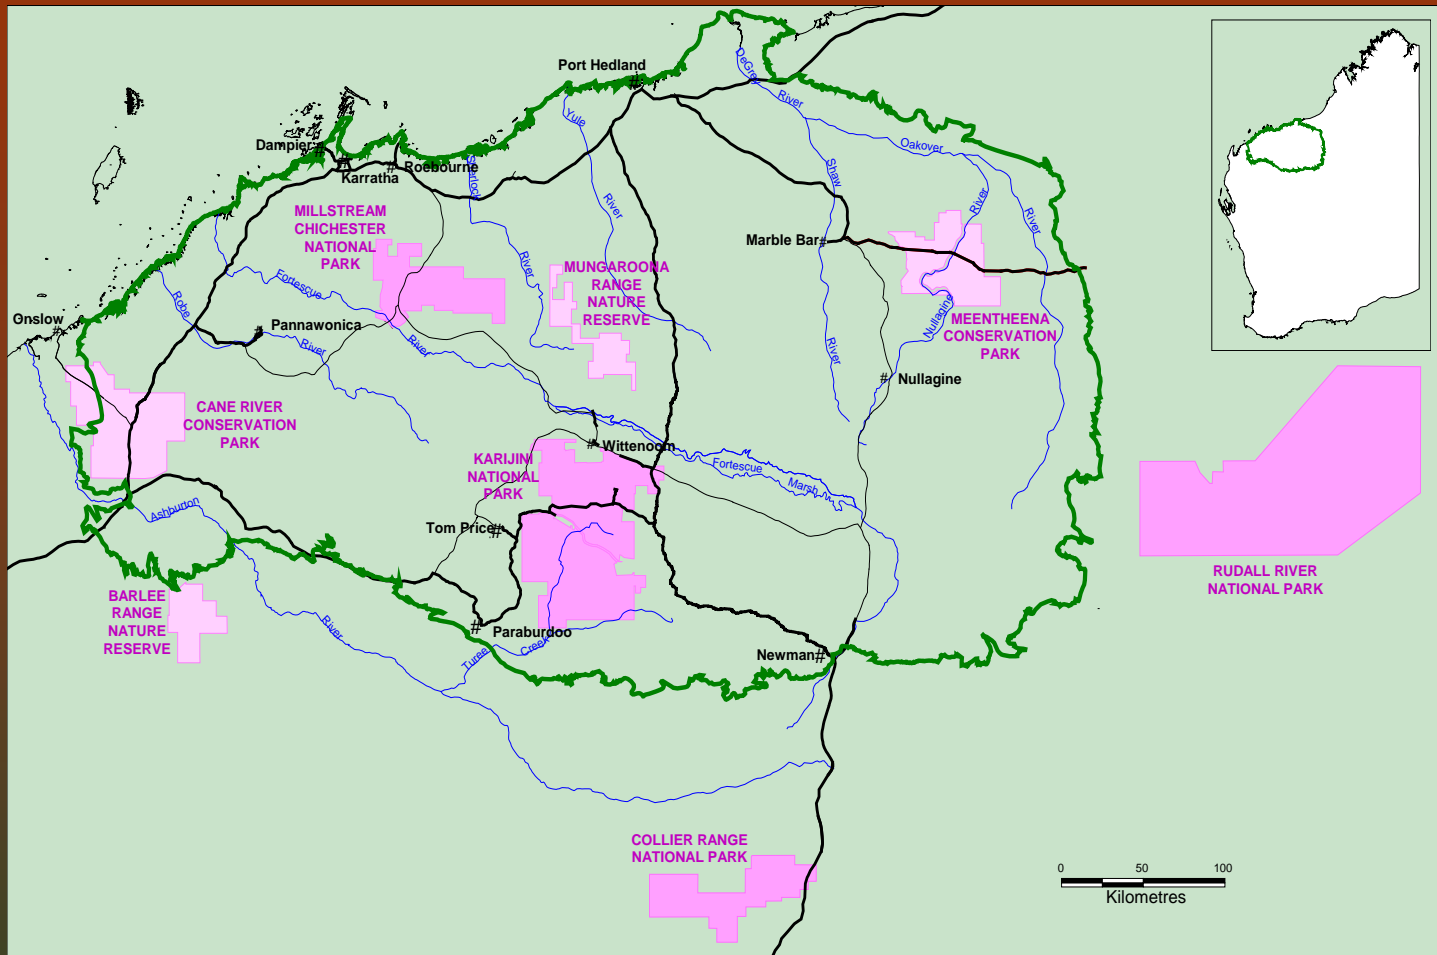 Port Hedland
DeGrey
River
Yule
Oakover
Dampier
Karratha
Roebourne
Sherlock
Shaw
River
River
River
MILLSTREAM
CHICHESTER
NATIONAL
PARK
Marble Bar
MUNGAROONA
RANGE
NATURE
RESERVE
River
Fortescue
Robe
Onslow
Pannawonica
River
River
River
Nullagine
MEENTHEENA
CONSERVATION
PARK
Nullagine
CANE RIVER
CONSERVATION
PARK
Wittenoom
KARIJINI
NATIONAL
PARK
Fortescue
Marsh
Ashburton
Tom Price
RUDALL RIVER
NATIONAL PARK
BARLEE
RANGE
NATURE
RESERVE
River
Paraburdoo
Turee
Creek
Newman
COLLIER RANGE
NATIONAL PARK
0 50 100
Kilometres